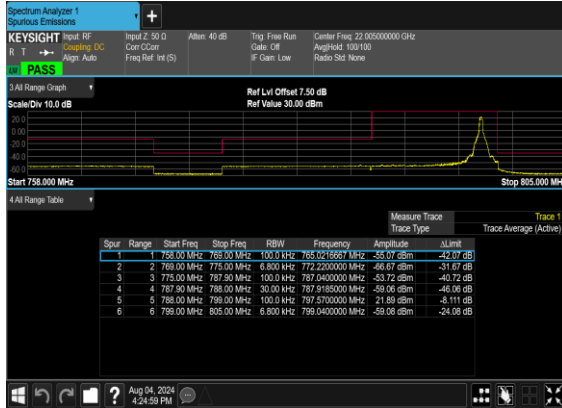 Spectrum Analyzer 1
Spurious Emissions
KEYSIGHT Input: RF Input Z: 50 Ω Atten: 40 dB Trig: Free Run Center Freq: 22.005000000 GHz
R T Coupling: DC Corr CCorr Gate: Off Avg|Hold: 100/100
Align: Auto Freq Ref: Int (S) IF Gain: Low Radio Std: None
PASS
3 All Range Graph Ref Lvl Offset 7.50 dB
Scale/Div 10.0 dB Ref Value 30.00 dBm
20.0
0.00
-20.0
-40.0
-60.0
Start 758.000 MHz Stop 805.000 MH
4 All Range Table
Measure Trace Trace 1
Trace Type Trace Average (Active)
Spur Range Start Freq Stop Freq RBW Frequency Amplitude ΔLimit
1 1 758.00 MHz 769.00 MHz 100.0 kHz 765.0216667 MHz -55.07 dBm -42.07 dB
2 2 769.00 MHz 775.00 MHz 6.800 kHz 772.2200000 MHz -66.67 dBm -31.67 dB
3 3 775.00 MHz 787.90 MHz 100.0 kHz 787.0400000 MHz -53.72 dBm -40.72 dB
4 4 787.90 MHz 788.00 MHz 30.00 kHz 787.9185000 MHz -59.06 dBm -46.06 dB
5 5 788.00 MHz 799.00 MHz 100.0 kHz 797.5700000 MHz 21.89 dBm -8.111 dB
6 6 799.00 MHz 805.00 MHz 6.800 kHz 799.0400000 MHz -59.08 dBm -24.08 dB
? Aug 04, 2024
4:24:59 PM